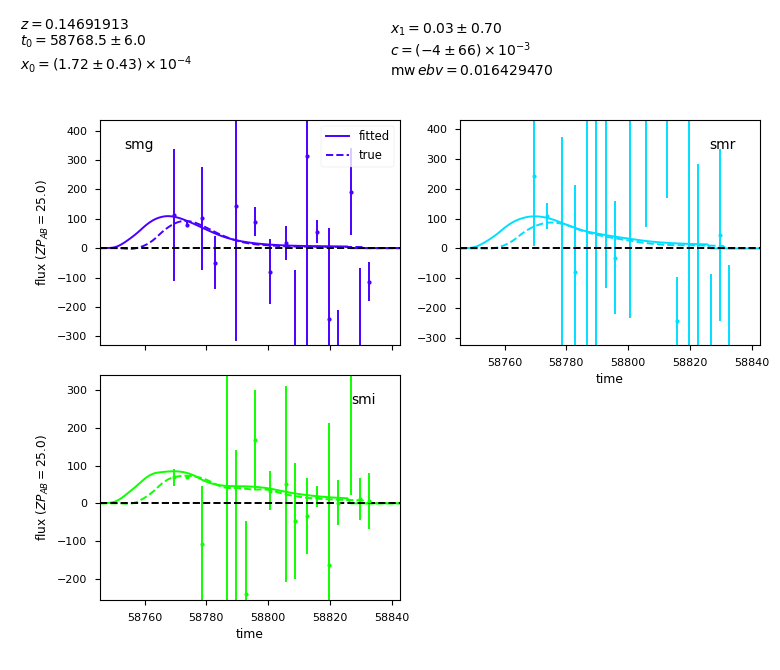 z = 0.14691913
t₀ = 58768.5 ± 6.0
x₀ = (1.72 ± 0.43) × 10⁻⁴
x₁ = 0.03 ± 0.70
c = (−4 ± 66) × 10⁻³
mw ebv = 0.016429470
smg
fitted
true
400
300
200
100
0
−100
−200
−300
flux (ZP_AB = 25.0)
smr
400
300
200
100
0
−100
−200
−300
58760 58780 58800 58820 58840
time
smi
300
200
100
0
−100
−200
flux (ZP_AB = 25.0)
58760 58780 58800 58820 58840
time